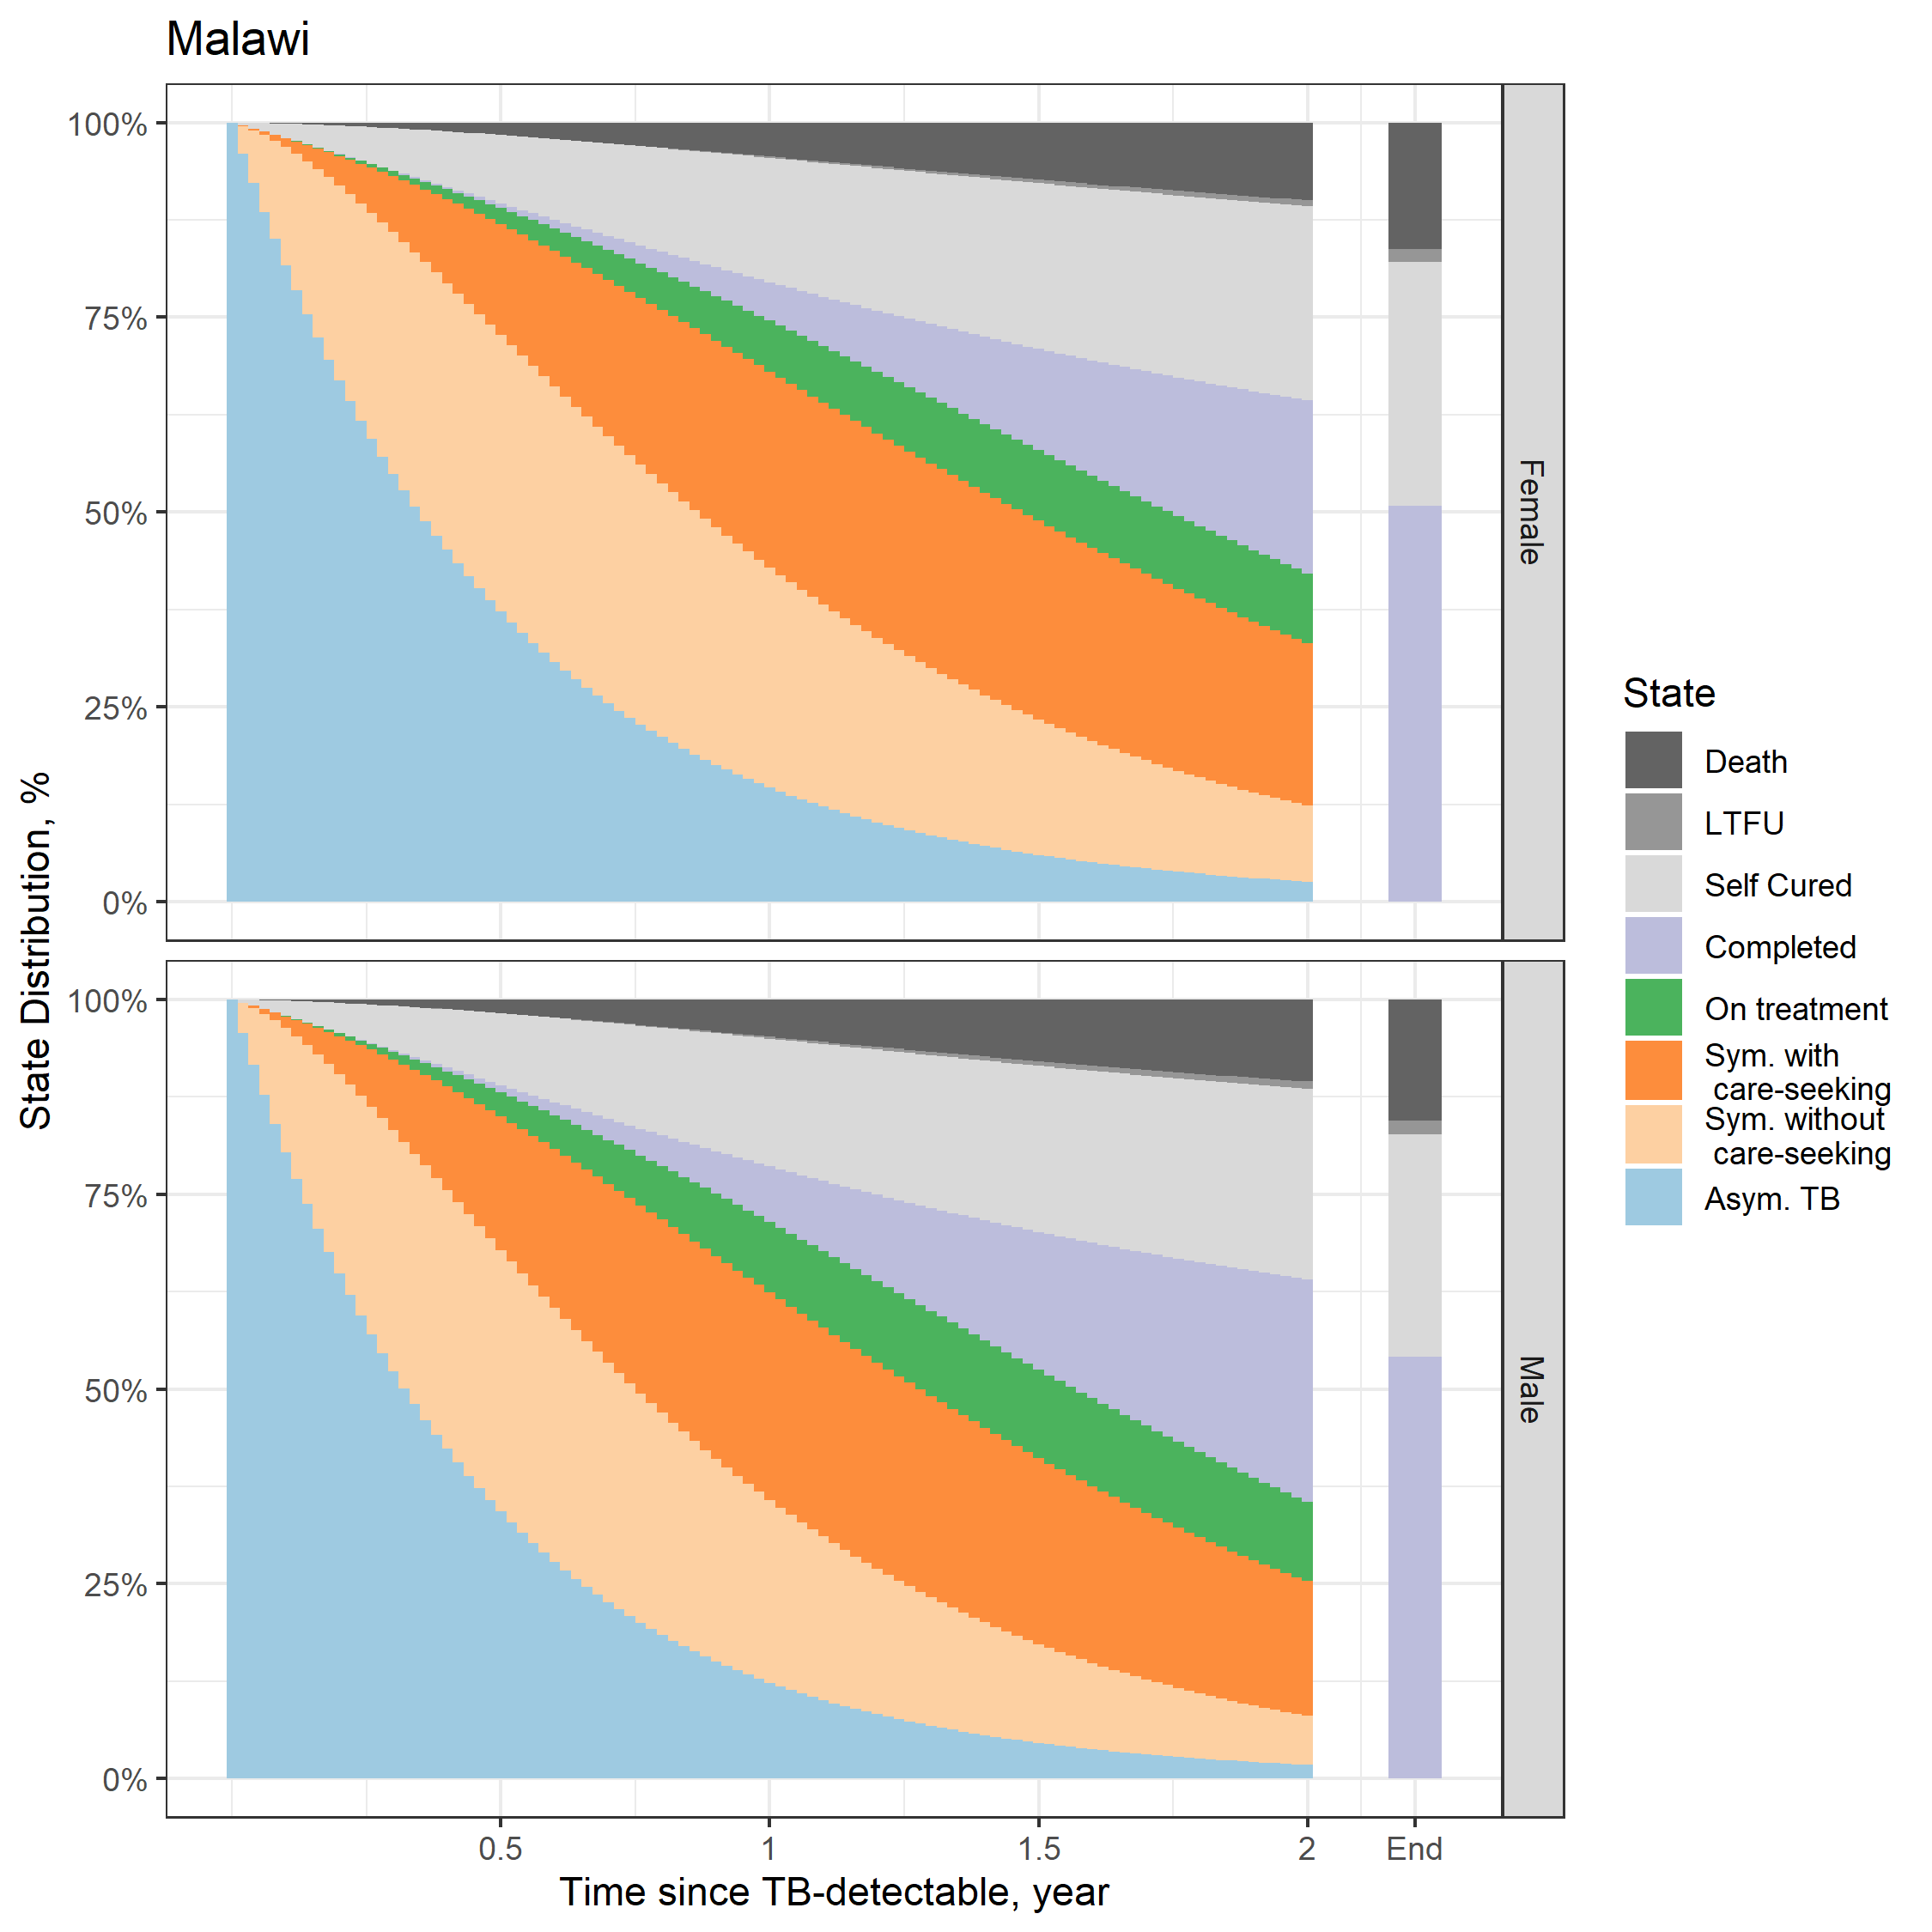 Malawi
State Distribution, %
100%
75%
50%
25%
0%
Female
100%
75%
50%
25%
0%
Male
0.5
1
1.5
2
End
Time since TB-detectable, year
State
Death
LTFU
Self Cured
Completed
On treatment
Sym. with
care-seeking
Sym. without
care-seeking
Asym. TB